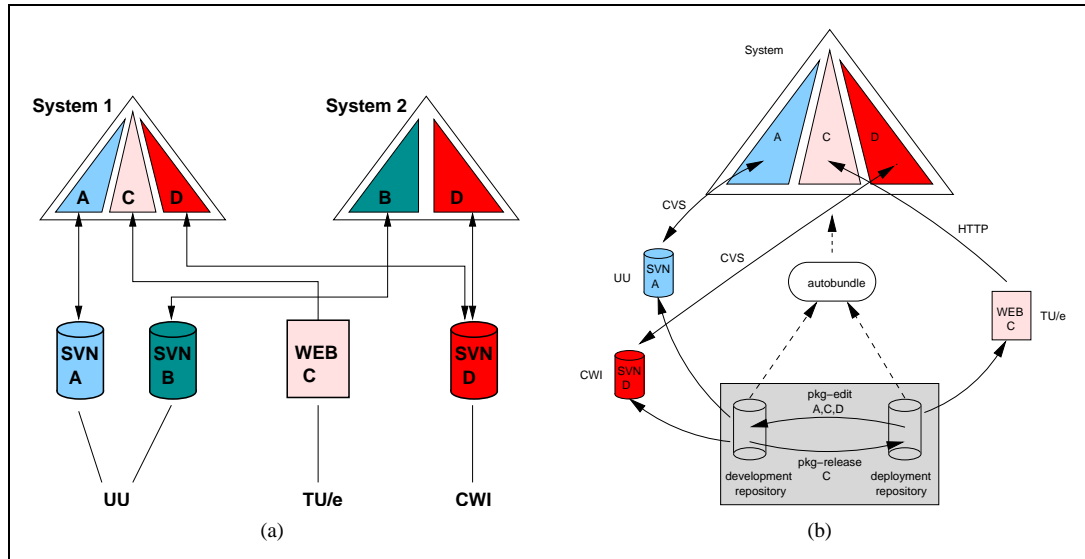 System 1
System 2
A
C
D
B
D
SVN
A
SVN
B
WEB
C
SVN
D
UU
TU/e
CWI
(a)
System
A
C
D
CVS
HTTP
CVS
UU
SVN
A
autobundle
WEB
C
TU/e
CWI
SVN
D
pkg-edit
A,C,D
pkg-release
C
development
repository
deployment
repository
(b)